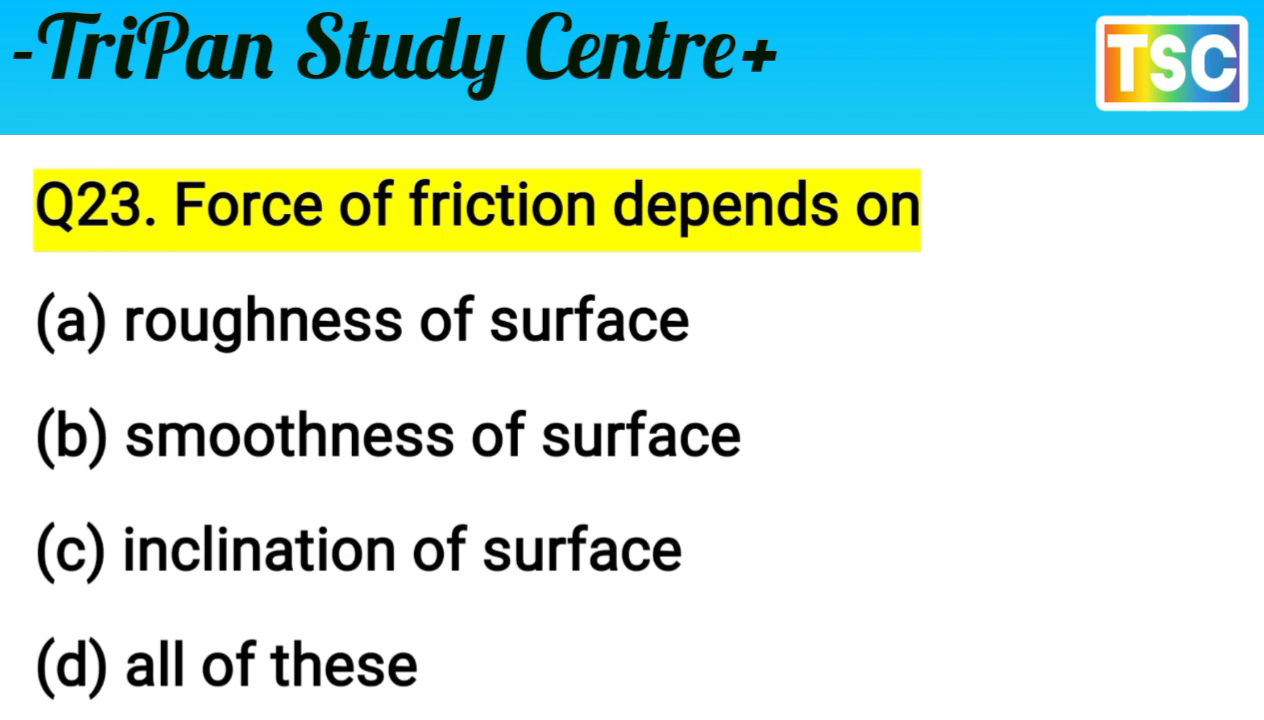 -TriPan Study Centre+
TSC
Q23. Force of friction depends on
(a) roughness of surface
(b) smoothness of surface
(c) inclination of surface
(d) all of these